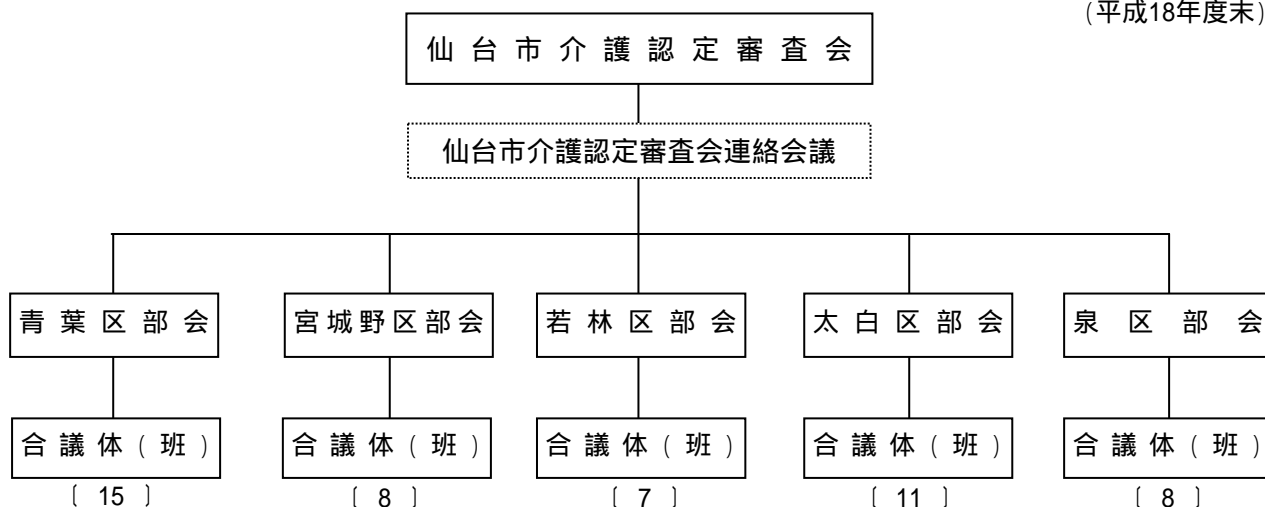 (平成18年度末)
仙台市介護認定審査会
仙台市介護認定審査会連絡会議
青葉区部会 宮城野区部会 若林区部会 太白区部会 泉区部会
合議体(班) 合議体(班) 合議体(班) 合議体(班) 合議体(班)
〔 15 〕 〔 8 〕 〔 7 〕 〔 11 〕 〔 8 〕